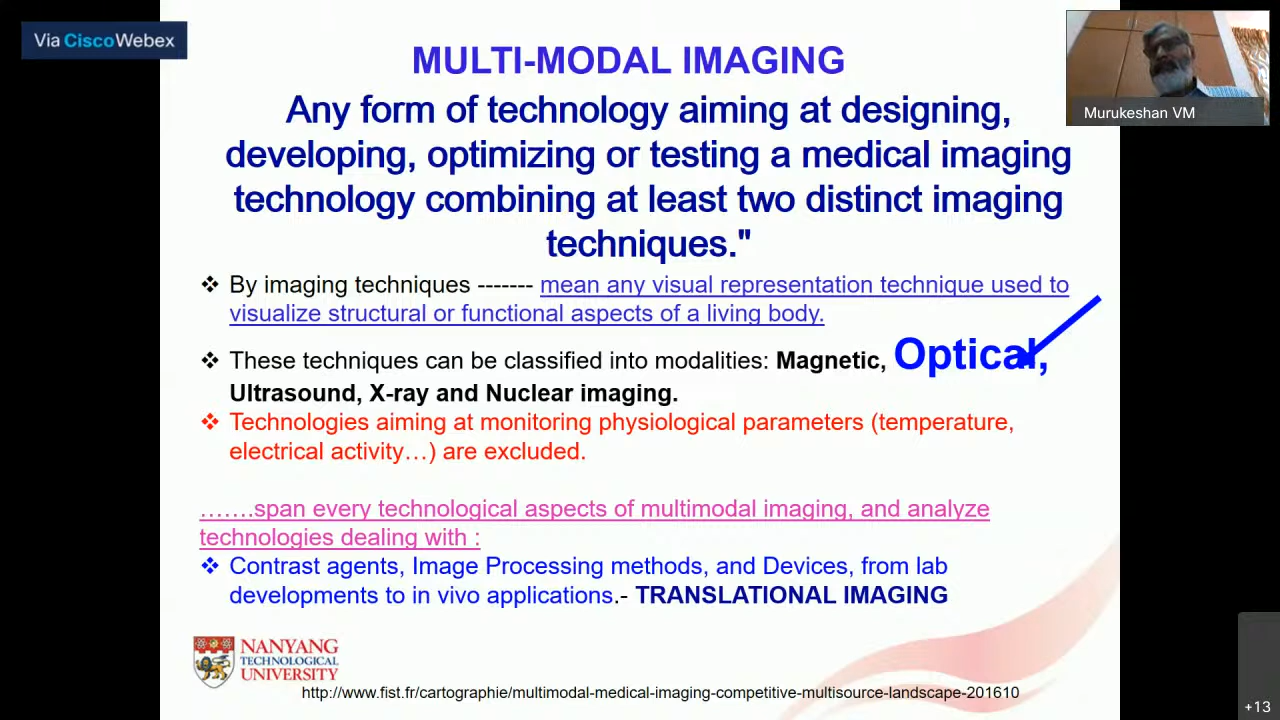 Via Cisco Webex
MULTI-MODAL IMAGING
Any form of technology aiming at designing,
developing, optimizing or testing a medical imaging
technology combining at least two distinct imaging
techniques."
Murukeshan VM
❖ By imaging techniques ------- mean any visual representation technique used to
visualize structural or functional aspects of a living body.
❖ These techniques can be classified into modalities: Magnetic, Optical,
Ultrasound, X-ray and Nuclear imaging.
❖ Technologies aiming at monitoring physiological parameters (temperature,
electrical activity…) are excluded.
…….span every technological aspects of multimodal imaging, and analyze
technologies dealing with :
❖ Contrast agents, Image Processing methods, and Devices, from lab
developments to in vivo applications.- TRANSLATIONAL IMAGING
NANYANG
TECHNOLOGICAL
UNIVERSITY
http://www.fist.fr/cartographie/multimodal-medical-imaging-competitive-multisource-landscape-201610
+13